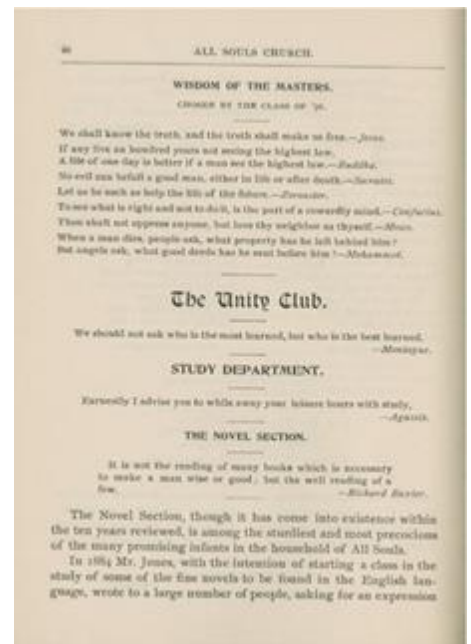 ALL SOULS CHURCH.
WISDOM OF THE MASTERS.
CHOSEN BY THE CLASS OF '90.
We shall know the truth, and the truth shall make us free.—Jesus.
If any live an hundred years not seeing the highest law,
A life of one day is better if a man see the highest law.—Buddha.
No evil can befall a good man, either in life or after death.—Socrates.
Let us be such as help the life of the future.—Zoroaster.
To see what is right and not to do it, is the part of a cowardly mind.—Confucius.
Thou shalt not oppress anyone, but love thy neighbor as thyself.—Moses.
When a man dies, people ask, what property has he left behind him?
But angels ask, what good deeds has he sent before him?—Mohammed.
The Unity Club.
We should not ask who is the most learned, but who is the best learned.
—Montaigne.
STUDY DEPARTMENT.
Earnestly I advise you to while away your leisure hours with study,
—Agassiz.
THE NOVEL SECTION.
It is not the reading of many books which is necessary
to make a man wise or good; but the well reading of a
few. —Richard Baxter.
The Novel Section, though it has come into existence within
the ten years reviewed, is among the sturdiest and most precocious
of the many promising infants in the household of All Souls.
In 1884 Mr. Jones, with the intention of starting a class in the
study of some of the fine novels to be found in the English lan-
guage, wrote to a large number of people, asking for an expression